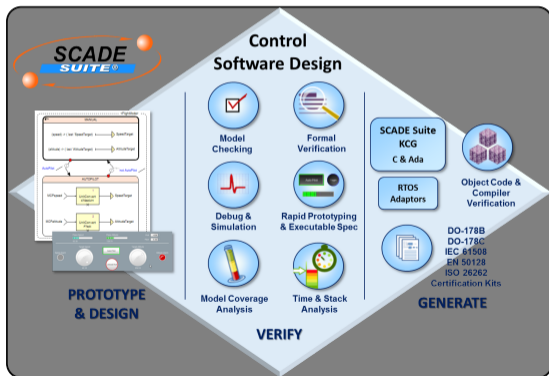 SCADE
SUITE®
Control
Software Design
MANUAL
AUTOPILOT
PROTOTYPE
& DESIGN
Model
Checking
Formal
Verification
Debug &
Simulation
Rapid Prototyping
& Executable Spec
Model Coverage
Analysis
Time & Stack
Analysis
VERIFY
SCADE Suite
KCG
C & Ada
RTOS
Adaptors
Object Code &
Compiler
Verification
DO-178B
DO-178C
IEC 61508
EN 50128
ISO 26262
Certification Kits
GENERATE